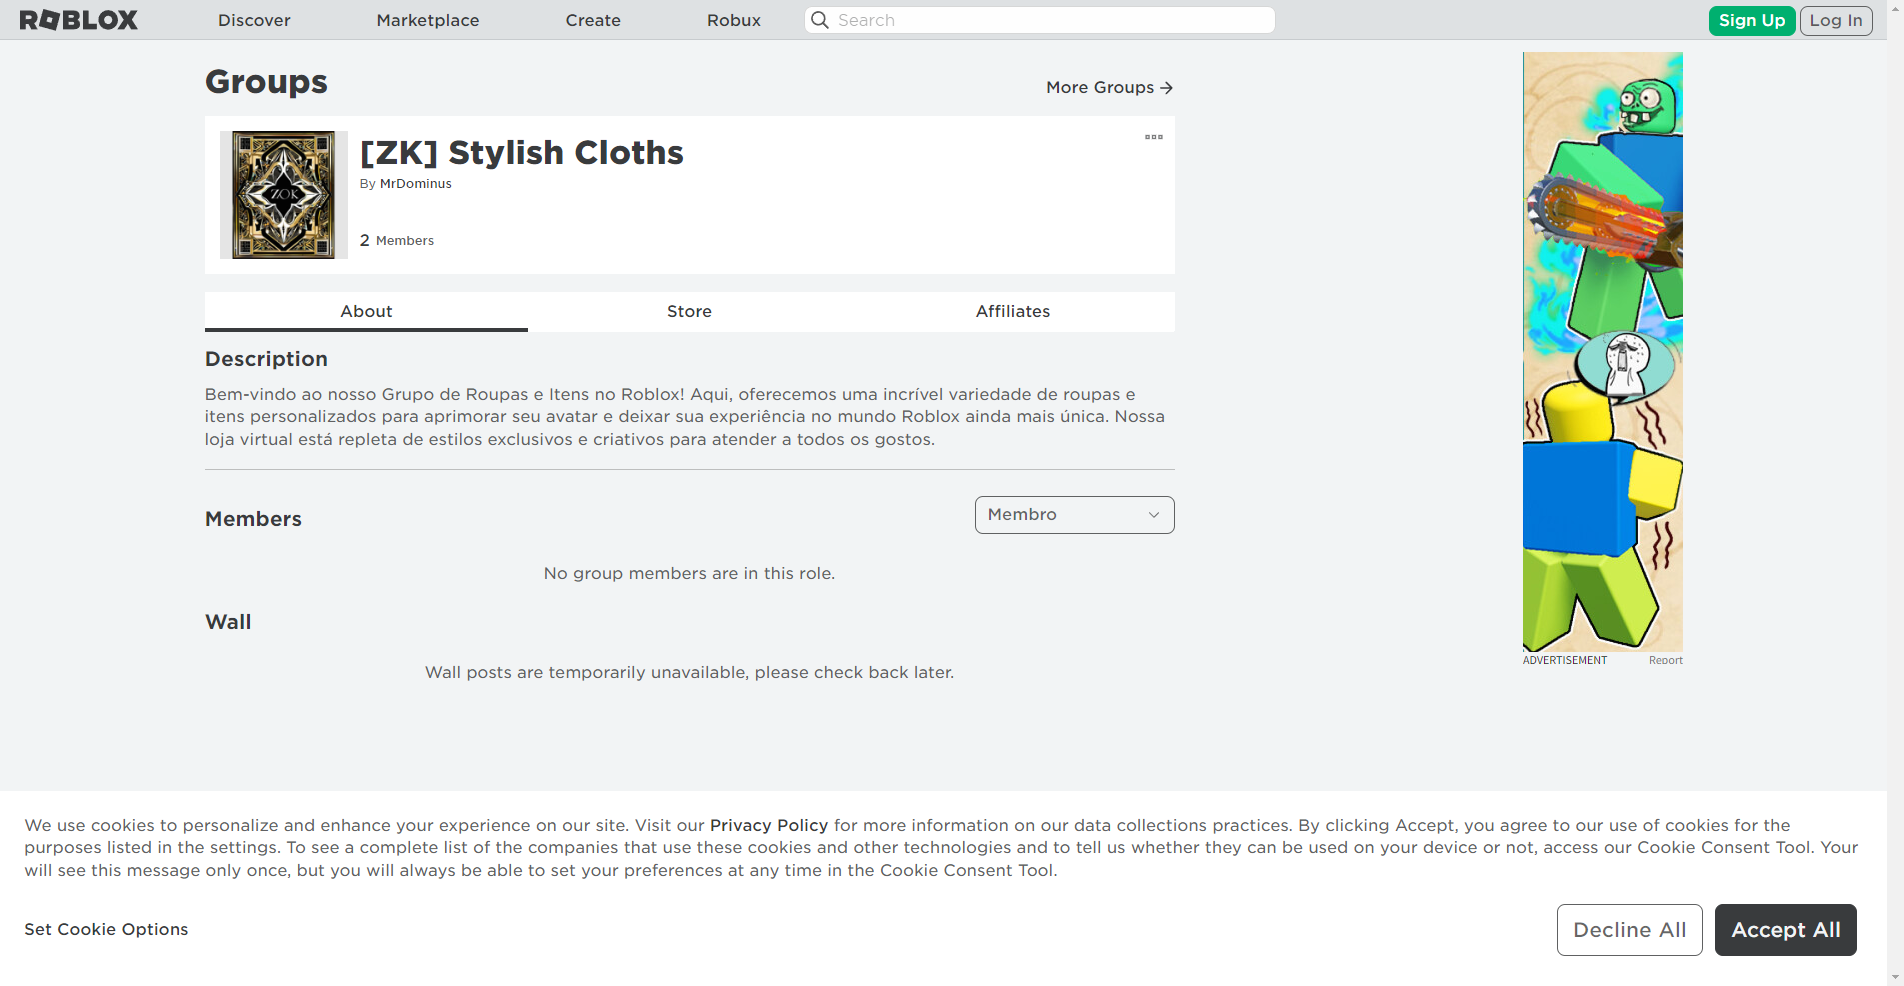 ROBLOX
Discover
Marketplace
Create
Robux
Search
Sign Up
Log In
Groups
More Groups
[ZK] Stylish Cloths
By MrDominus
ZOK
2 Members
About
Store
Affiliates
Description
Bem-vindo ao nosso Grupo de Roupas e Itens no Roblox! Aqui, oferecemos uma incrível variedade de roupas e
itens personalizados para aprimorar seu avatar e deixar sua experiência no mundo Roblox ainda mais única. Nossa
loja virtual está repleta de estilos exclusivos e criativos para atender a todos os gostos.
Members
Membro
No group members are in this role.
Wall
Wall posts are temporarily unavailable, please check back later.
ADVERTISEMENT
Report
We use cookies to personalize and enhance your experience on our site. Visit our Privacy Policy for more information on our data collections practices. By clicking Accept, you agree to our use of cookies for the
purposes listed in the settings. To see a complete list of the companies that use these cookies and other technologies and to tell us whether they can be used on your device or not, access our Cookie Consent Tool. Your
will see this message only once, but you will always be able to set your preferences at any time in the Cookie Consent Tool.
Set Cookie Options
Decline All
Accept All